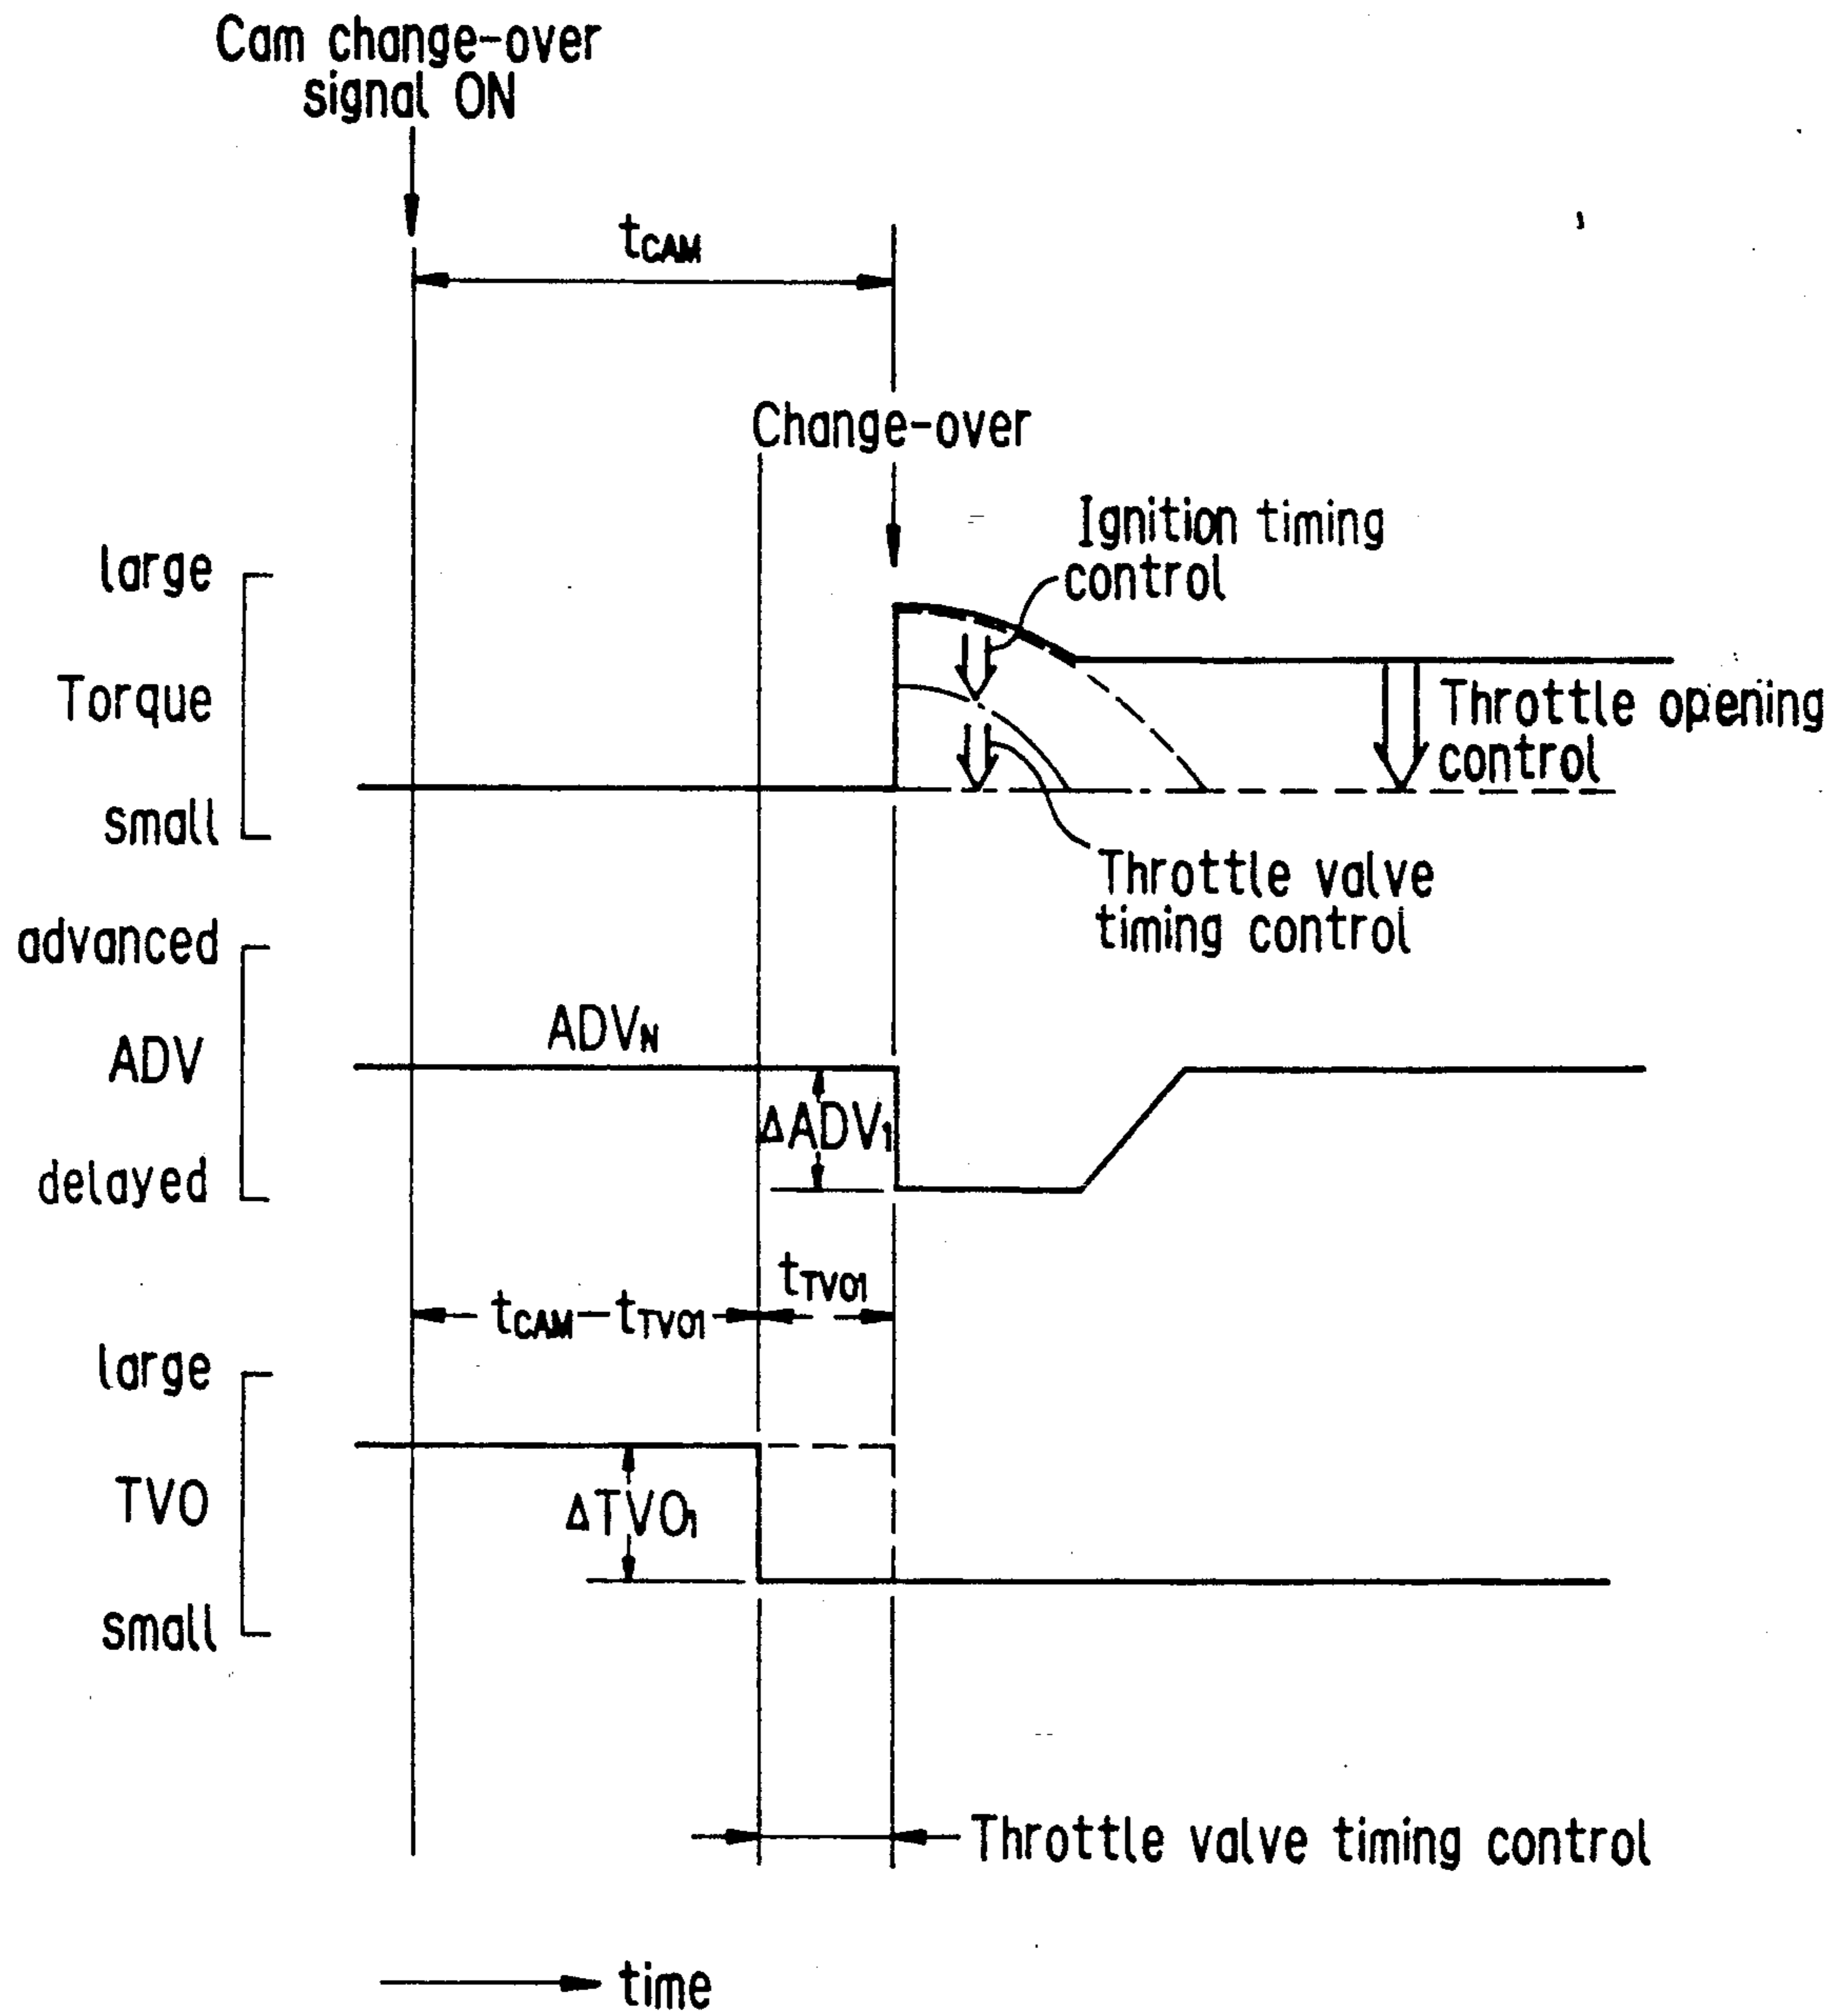 Cam change-over
signal ON
tCAM
Change-over
Ignition timing
control
large
Torque
small
Throttle opening
control
Throttle valve
timing control
advanced
ADV
delayed
ADVN
ΔADV1
tCAM-tTVO1
tTVO1
large
TVO
small
ΔTVO1
Throttle valve timing control
time